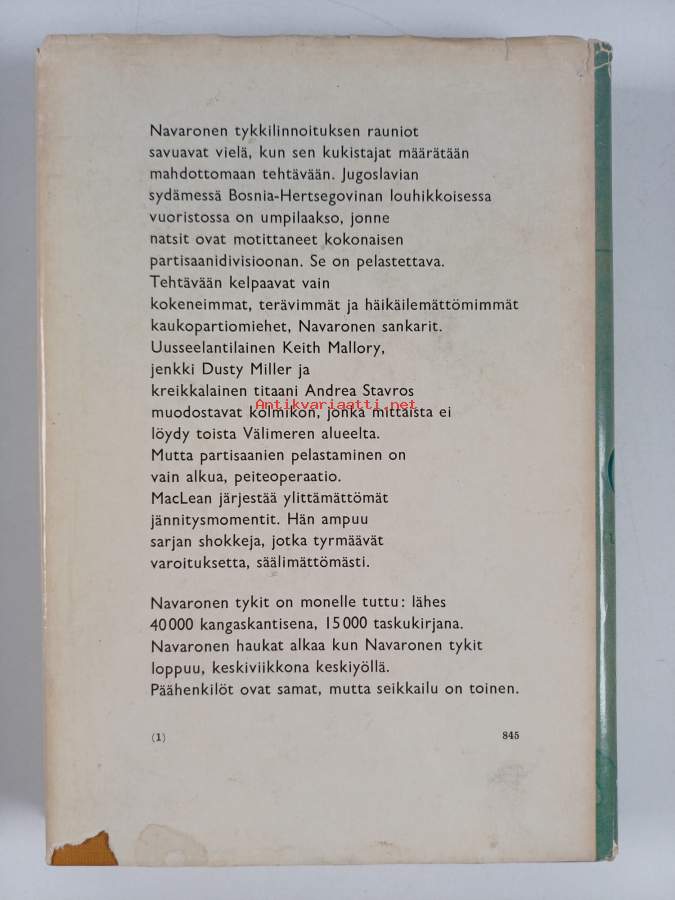 Navaronen tykkilinnoituksen rauniot
savuavat vielä, kun sen kukistajat määrätään
mahdottomaan tehtävään. Jugoslavian
sydämessä Bosnia-Hertsegovinan louhikkoisessa
vuoristossa on umpilaakso, jonne
natsit ovat motittaneet kokonaisen
partisaanidivisioonan. Se on pelastettava.
Tehtävään kelpaavat vain
kokeneimmat, terävimmät ja häikäilemättömimmät
kaukopartiomiehet, Navaronen sankarit.
Uusseelantilainen Keith Mallory,
jenkki Dusty Miller ja
kreikkalainen titaani Andrea Stavros
Antikvariaatti.net
muodostavat kolmikon, jonka mittaista ei
löydy toista Välimeren alueelta.
Mutta partisaanien pelastaminen on
vain alkua, peiteoperaatio.
MacLean järjestää ylittämättömät
jännitysmomentit. Hän ampuu
sarjan shokkeja, jotka tyrmäävät
varoituksetta, säälimättömästi.
Navaronen tykit on monelle tuttu: lähes
40 000 kangaskantisena, 15 000 taskukirjana.
Navaronen haukat alkaa kun Navaronen tykit
loppuu, keskiviikkona keskiyöllä.
Päähenkilöt ovat samat, mutta seikkailu on toinen.
(1) 845